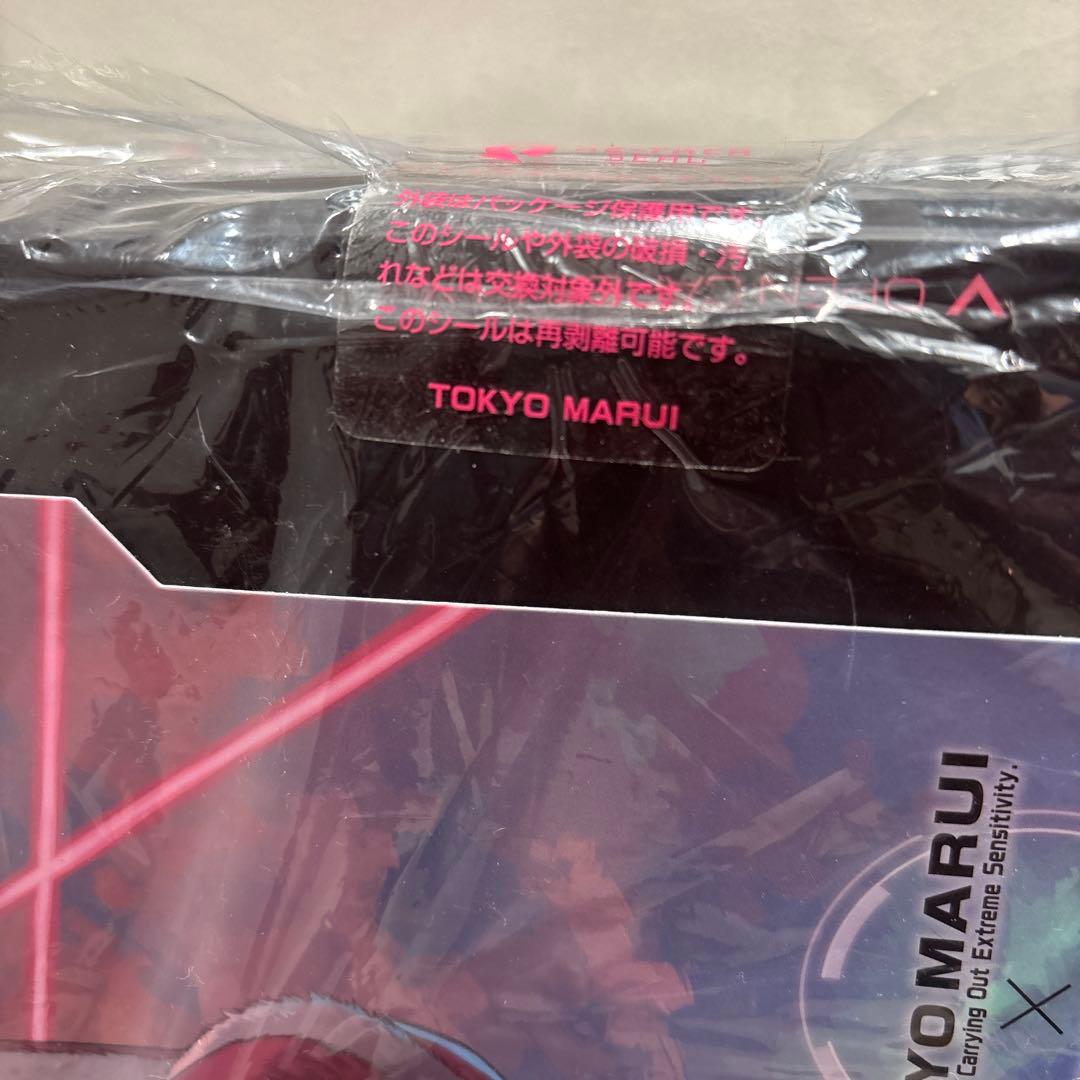 外袋はパッケージ保護用です。
このシールや外袋の破損・汚
れなどは交換対象外です。
このシールは再剥離可能です。
TOKYO MARUI
OPEN
YO MARUI
Carrying Out Extreme Sensitivity.
×